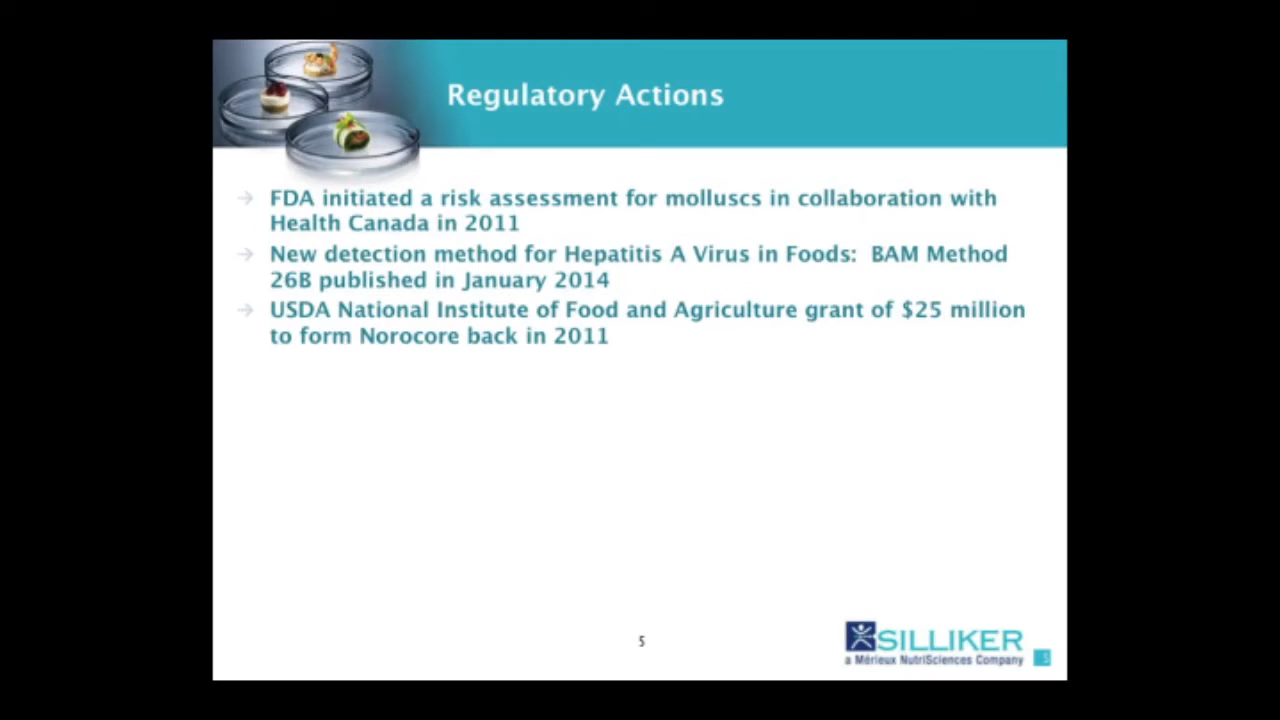 Regulatory Actions
FDA initiated a risk assessment for molluscs in collaboration with
Health Canada in 2011
New detection method for Hepatitis A Virus in Foods: BAM Method
26B published in January 2014
USDA National Institute of Food and Agriculture grant of $25 million
to form Norocore back in 2011
5
SILLIKER
a Mérieux NutriSciences Company
5